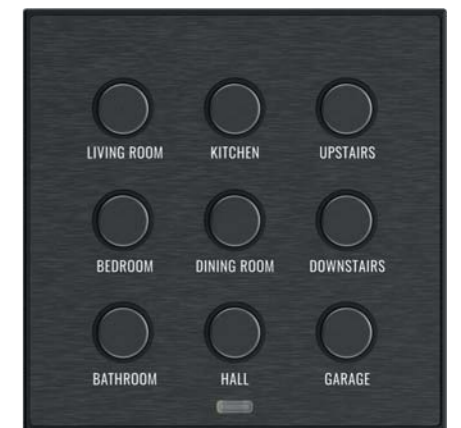 LIVING ROOM KITCHEN UPSTAIRS
BEDROOM DINING ROOM DOWNSTAIRS
BATHROOM HALL GARAGE